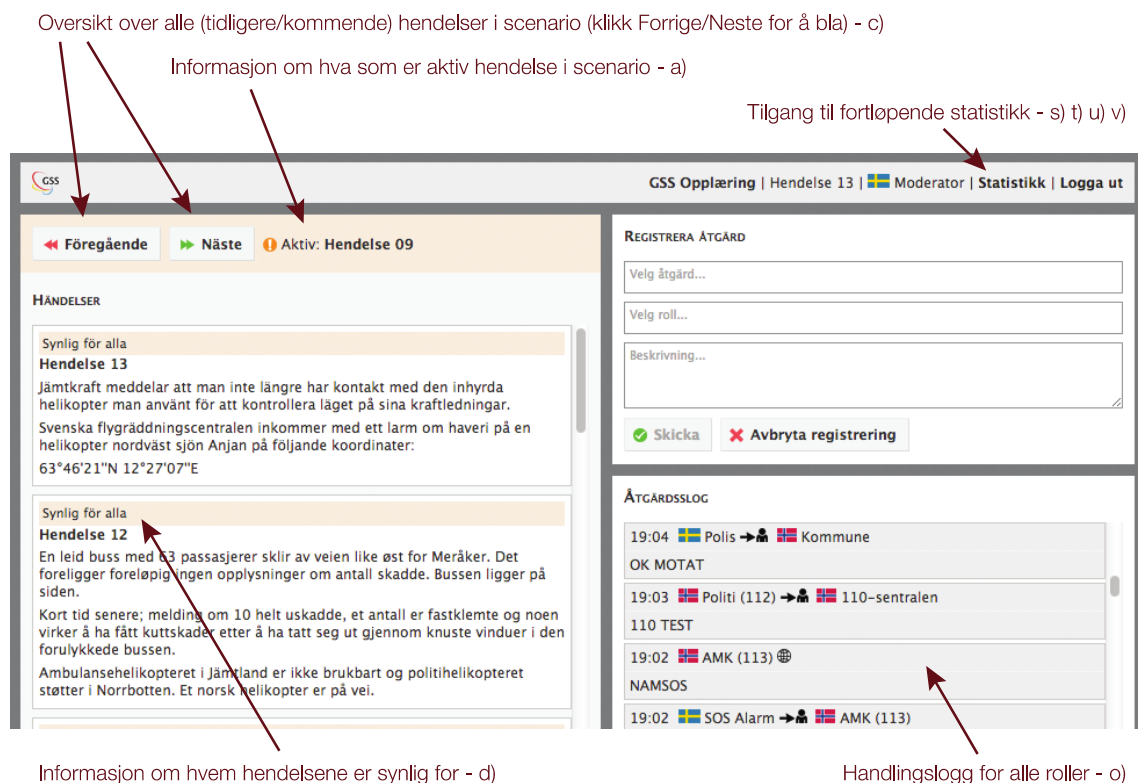 Oversikt over alle (tidligere/kommende) hendelser i scenario (klikk Forrige/Neste for å bla) - c)
Informasjon om hva som er aktiv hendelse i scenario - a)
Tilgang til fortløpende statistikk - s) t) u) v)
GSS
GSS Opplæring | Hendelse 13 | Moderator | Statistikk | Logga ut
Föregående Näste Aktiv: Hendelse 09
HÄNDELSER
Synlig för alla
Hendelse 13
Jämtkraft meddelar att man inte längre har kontakt med den inhyrda
helikopter man använt för att kontrollera läget på sina kraftledningar.
Svenska flygräddningscentralen inkommer med ett larm om haveri på en
helikopter nordväst sjön Anjan på följande koordinater:
63°46'21"N 12°27'07"E
Synlig för alla
Hendelse 12
En leid buss med 63 passasjerer sklir av veien like øst for Meråker. Det
foreligger foreløpig ingen opplysninger om antall skadde. Bussen ligger på
siden.
Kort tid senere; melding om 10 helt uskadde, et antall er fastklemte og noen
virker å ha fått kuttskader etter å ha tatt seg ut gjennom knuste vinduer i den
forulykkede bussen.
Ambulansehelikopteret i Jämtland er ikke brukbart og politihelikopteret
støtter i Norrbotten. Et norsk helikopter er på vei.
REGISTRERA ÅTGÄRD
Velg åtgärd...
Velg roll...
Beskrivning...
Skicka Avbryta registrering
ÅTGÄRDSSLOG
19:04 Polis Kommune
OK MOTAT
19:03 Politi (112) 110-sentralen
110 TEST
19:02 AMK (113)
NAMSOS
19:02 SOS Alarm AMK (113)
Informasjon om hvem hendelsene er synlig for - d)
Handlingslogg for alle roller - o)